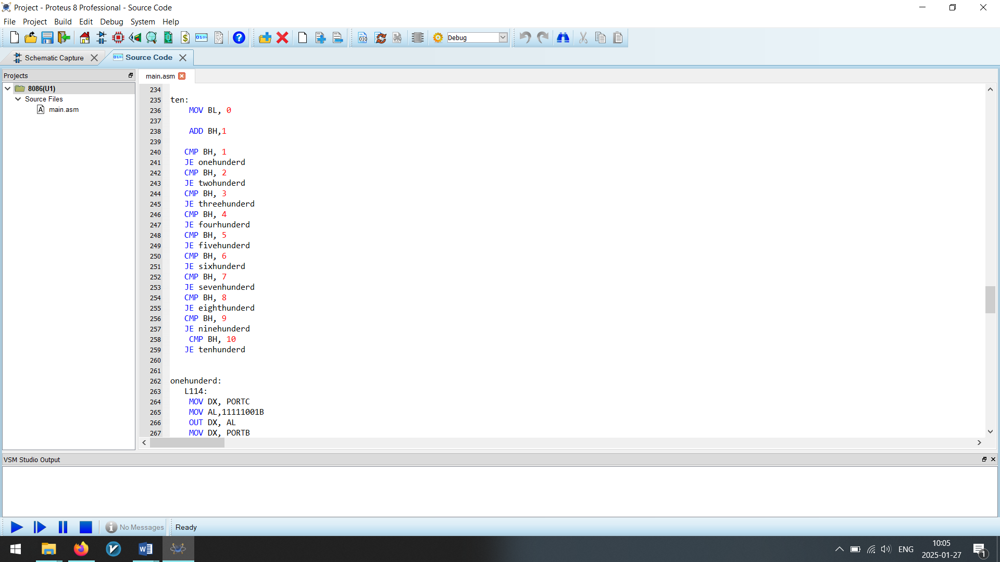 Project - Proteus 8 Professional - Source Code
File Project Build Edit Debug System Help
Debug
Schematic Capture
Source Code
Projects
main.asm
8086(U1)
Source Files
main.asm
234
235 ten:
236 MOV BL, 0
237
238 ADD BH,1
239
240 CMP BH, 1
241 JE onehunderd
242 CMP BH, 2
243 JE twohunderd
244 CMP BH, 3
245 JE threehunderd
246 CMP BH, 4
247 JE fourhunderd
248 CMP BH, 5
249 JE fivehunderd
250 CMP BH, 6
251 JE sixhunderd
252 CMP BH, 7
253 JE sevenhunderd
254 CMP BH, 8
255 JE eighthunderd
256 CMP BH, 9
257 JE ninehunderd
258 CMP BH, 10
259 JE tenhunderd
260
261
262 onehunderd:
263 L114:
264 MOV DX, PORTC
265 MOV AL,11111001B
266 OUT DX, AL
267 MOV DX, PORTB
VSM Studio Output
No Messages
Ready
ENG
10:05
2025-01-27
1